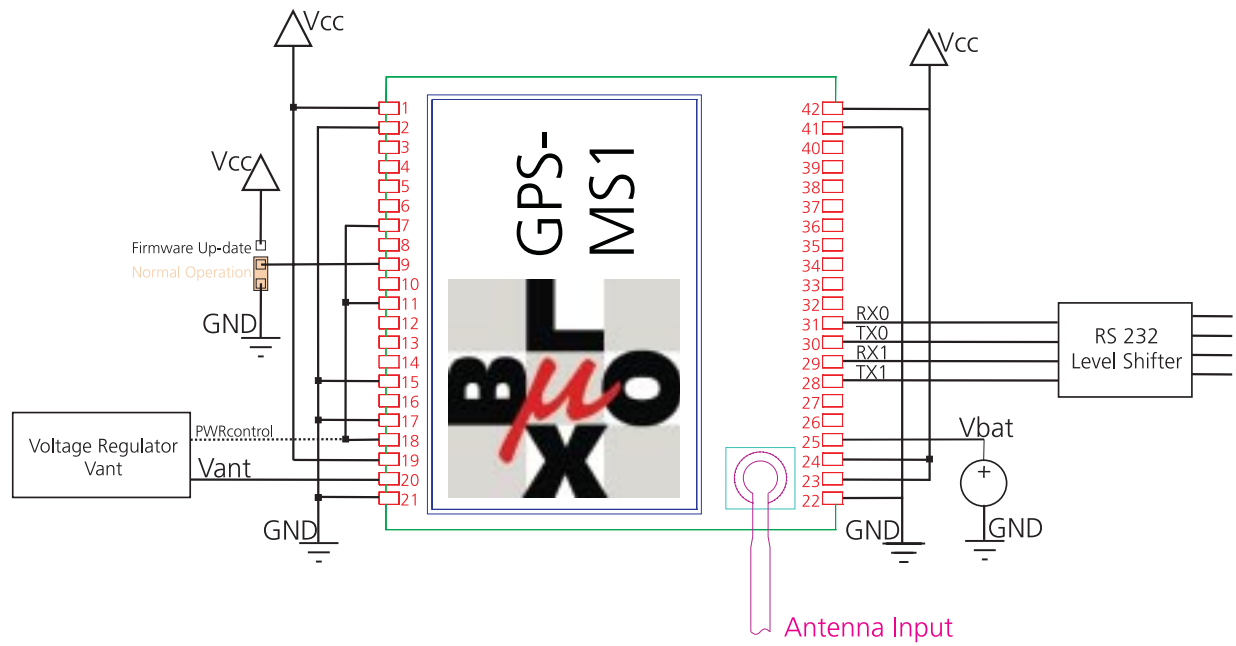 Vcc
Vcc
Vcc
Firmware Up-date
Normal Operation
GND
Voltage Regulator
Vant
PWRcontrol
Vant
GND
1
2
3
4
5
6
7
8
9
10
11
12
13
14
15
16
17
18
19
20
21
GPS-
MS1
BLOX
µ
42
41
40
39
38
37
36
35
34
33
32
31
30
29
28
27
26
25
24
23
22
RX0
TX0
RX1
TX1
RS 232
Level Shifter
Vbat
+
GND
GND
Antenna Input